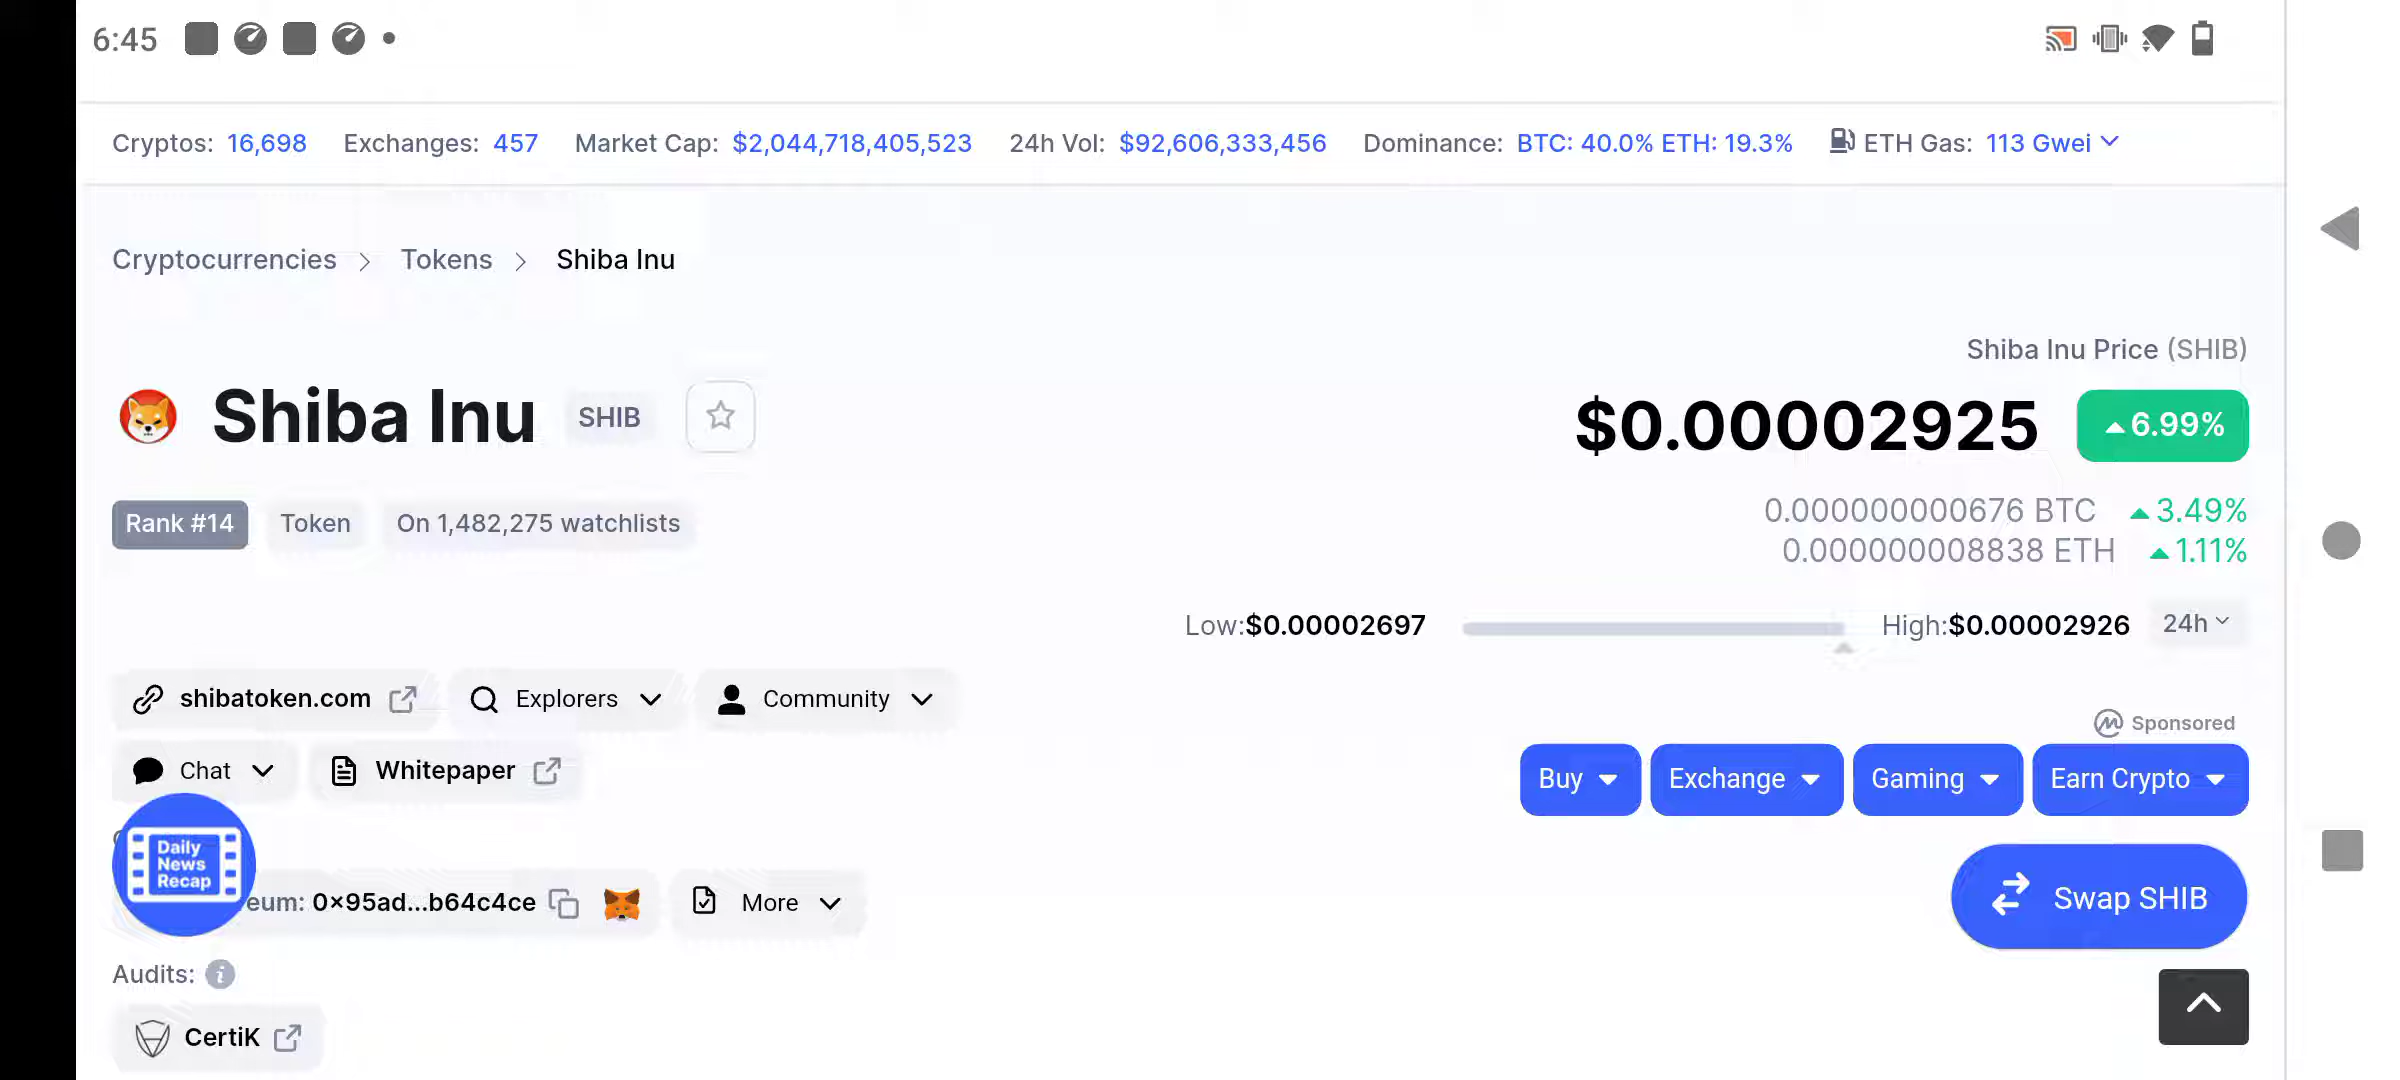 6:45
Cryptos: 16,698 Exchanges: 457 Market Cap: $2,044,718,405,523 24h Vol: $92,606,333,456 Dominance: BTC: 40.0% ETH: 19.3% ETH Gas: 113 Gwei
Cryptocurrencies > Tokens > Shiba Inu
Shiba Inu Price (SHIB)
Shiba Inu SHIB
$0.00002925 6.99%
Rank #14 Token On 1,482,275 watchlists
0.000000000676 BTC 3.49%
0.000000008838 ETH 1.11%
Low:$0.00002697 High:$0.00002926 24h
shibatoken.com Explorers Community
Sponsored
Chat Whitepaper
Buy Exchange Gaming Earn Crypto
Daily
News
Recap
eum: 0x95ad...b64c4ce More
Swap SHIB
Audits:
CertiK